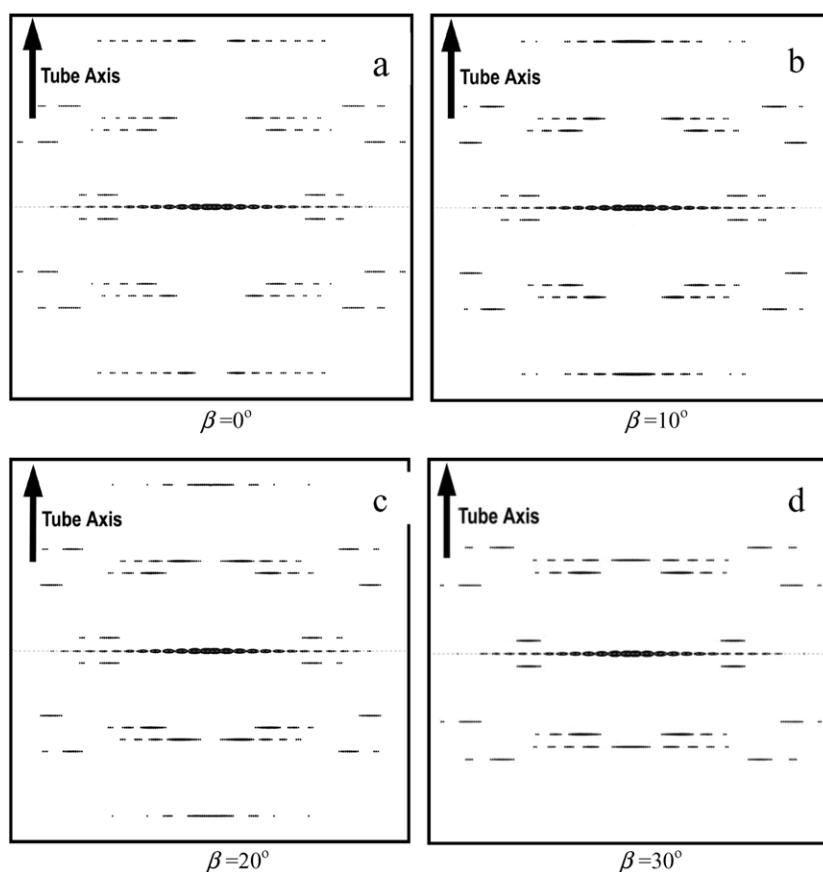 a
Tube Axis
β=0°
b
Tube Axis
β=10°
c
Tube Axis
β=20°
d
Tube Axis
β=30°